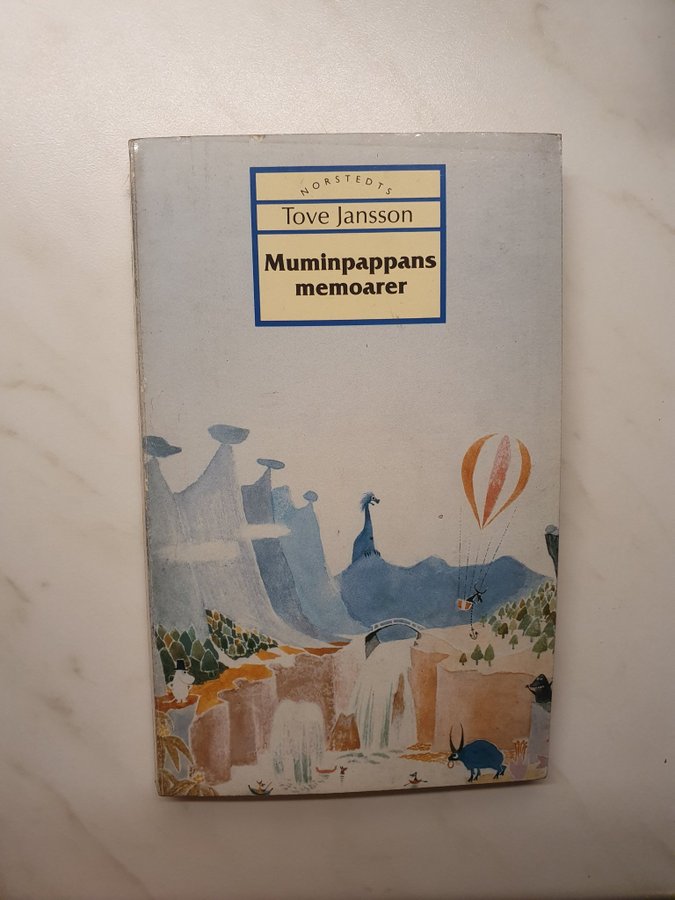 NORSTEDTS
Tove Jansson
Muminpappans
memoarer